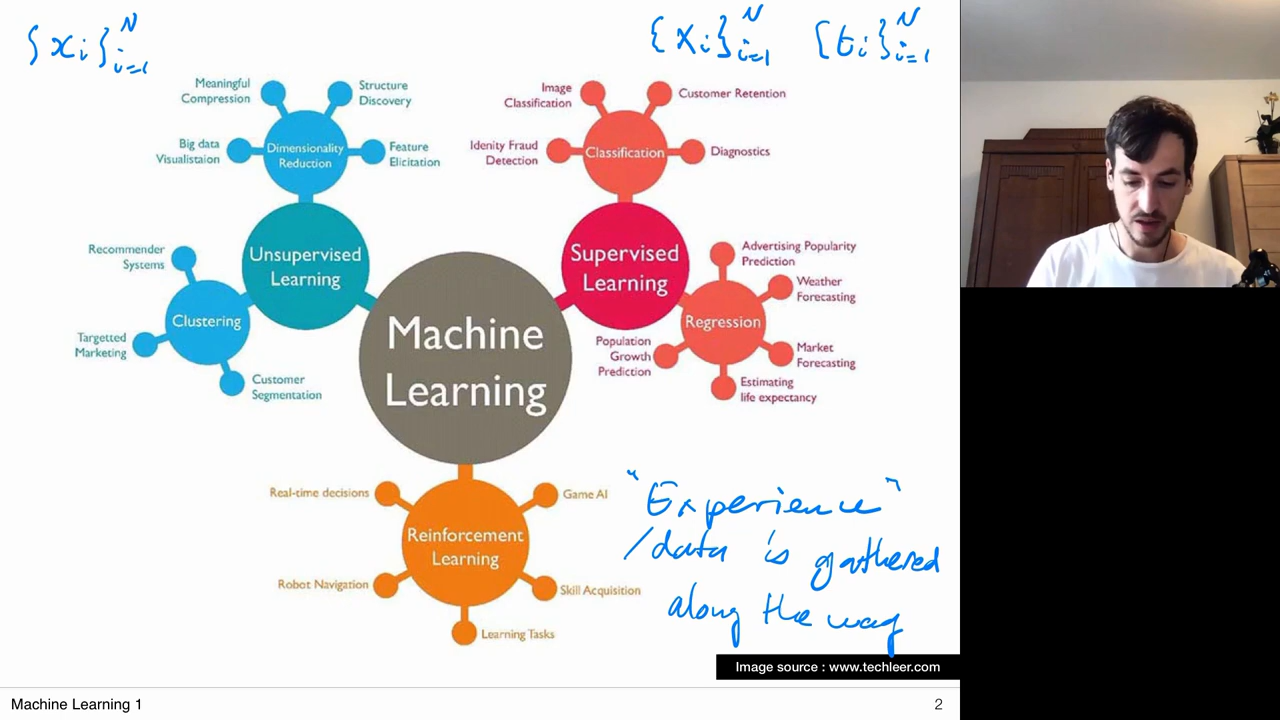 {xi}ᴺi=1
{xi}ᴺi=1 {ti}ᴺi=1
Meaningful
Compression
Structure
Discovery
Big data
Visualistaion
Dimensionality
Reduction
Feature
Elicitation
Image
Classification
Customer Retention
Idenity Fraud
Detection
Classification
Diagnostics
Unsupervised
Learning
Recommender
Systems
Clustering
Targetted
Marketing
Customer
Segmentation
Machine
Learning
Supervised
Learning
Advertising Popularity
Prediction
Weather
Forecasting
Regression
Population
Growth
Prediction
Market
Forecasting
Estimating
life expectancy
Real-time decisions
Game AI
Reinforcement
Learning
Robot Navigation
Skill Acquisition
Learning Tasks
"Experience"
/data is gathered
along the way
Image source : www.techleer.com
Machine Learning 1
2